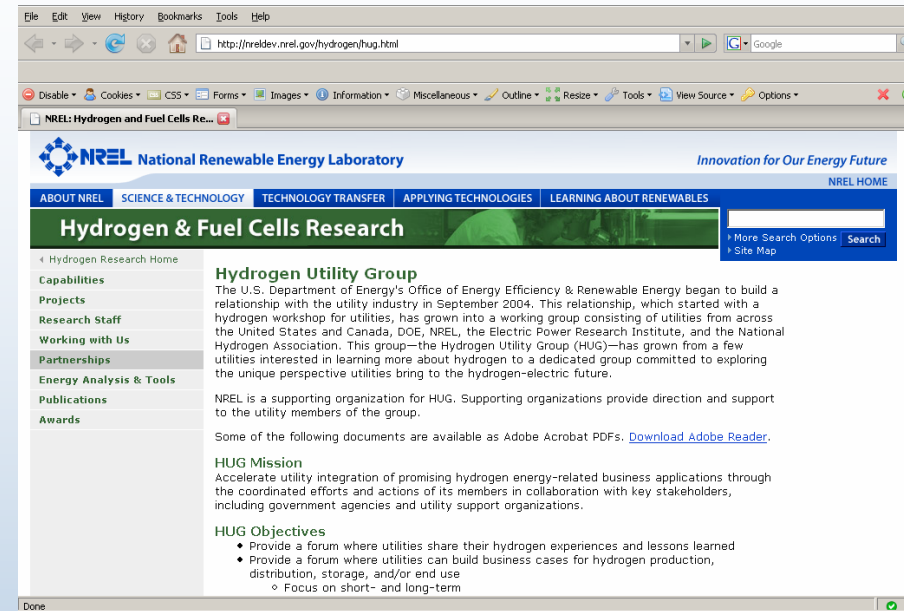 File Edit View History Bookmarks Tools Help
http://nreldev.nrel.gov/hydrogen/hug.html
G Google
Disable Cookies CSS Forms Images Information Miscellaneous Outline Resize Tools View Source Options
NREL: Hydrogen and Fuel Cells Re...
NREL National Renewable Energy Laboratory
Innovation for Our Energy Future
NREL HOME
ABOUT NREL SCIENCE & TECHNOLOGY TECHNOLOGY TRANSFER APPLYING TECHNOLOGIES LEARNING ABOUT RENEWABLES
Hydrogen & Fuel Cells Research
More Search Options Search
Site Map
Hydrogen Research Home
Capabilities
Projects
Research Staff
Working with Us
Partnerships
Energy Analysis & Tools
Publications
Awards
Hydrogen Utility Group
The U.S. Department of Energy's Office of Energy Efficiency & Renewable Energy began to build a
relationship with the utility industry in September 2004. This relationship, which started with a
hydrogen workshop for utilities, has grown into a working group consisting of utilities from across
the United States and Canada, DOE, NREL, the Electric Power Research Institute, and the National
Hydrogen Association. This group—the Hydrogen Utility Group (HUG)—has grown from a few
utilities interested in learning more about hydrogen to a dedicated group committed to exploring
the unique perspective utilities bring to the hydrogen-electric future.
NREL is a supporting organization for HUG. Supporting organizations provide direction and support
to the utility members of the group.
Some of the following documents are available as Adobe Acrobat PDFs. Download Adobe Reader.
HUG Mission
Accelerate utility integration of promising hydrogen energy-related business applications through
the coordinated efforts and actions of its members in collaboration with key stakeholders,
including government agencies and utility support organizations.
HUG Objectives
Provide a forum where utilities share their hydrogen experiences and lessons learned
Provide a forum where utilities can build business cases for hydrogen production,
distribution, storage, and/or end use
Focus on short- and long-term
Done